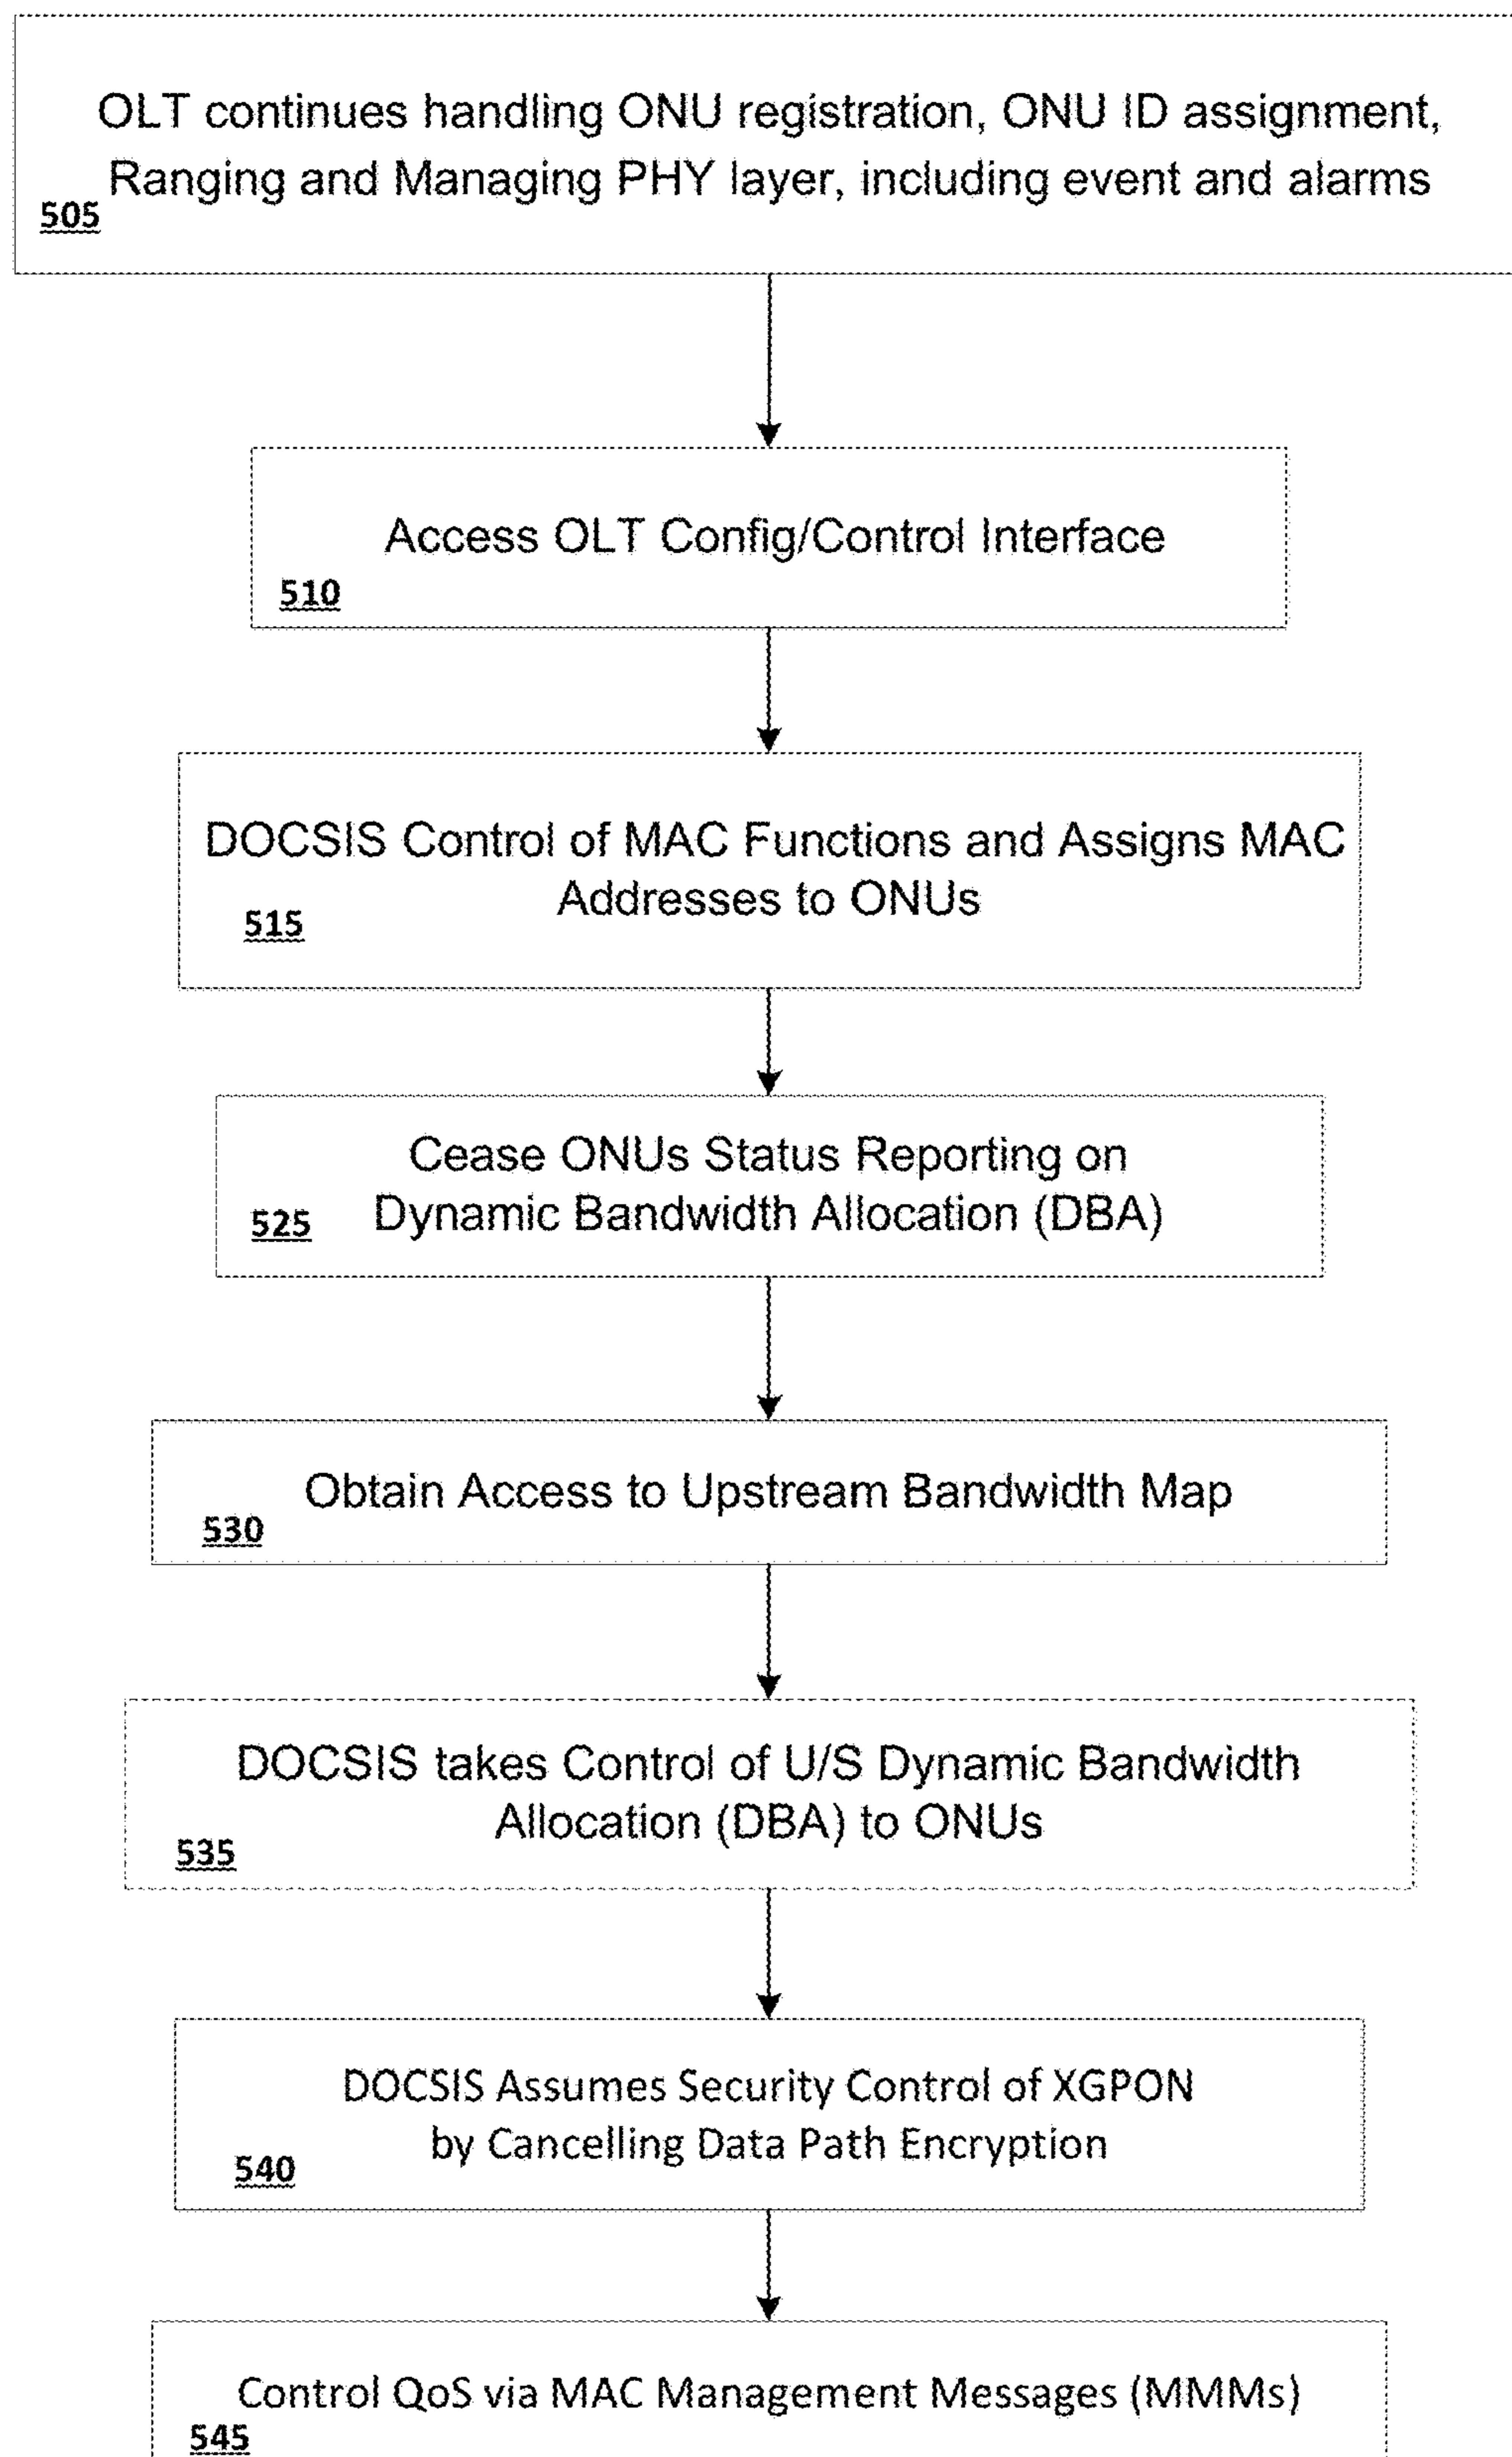 OLT continues handling ONU registration, ONU ID assignment,
Ranging and Managing PHY layer, including event and alarms
505
Access OLT Config/Control Interface
510
DOCSIS Control of MAC Functions and Assigns MAC
Addresses to ONUs
515
Cease ONUs Status Reporting on
Dynamic Bandwidth Allocation (DBA)
525
Obtain Access to Upstream Bandwidth Map
530
DOCSIS takes Control of U/S Dynamic Bandwidth
Allocation (DBA) to ONUs
535
DOCSIS Assumes Security Control of XGPON
by Cancelling Data Path Encryption
540
Control QoS via MAC Management Messages (MMMs)
545